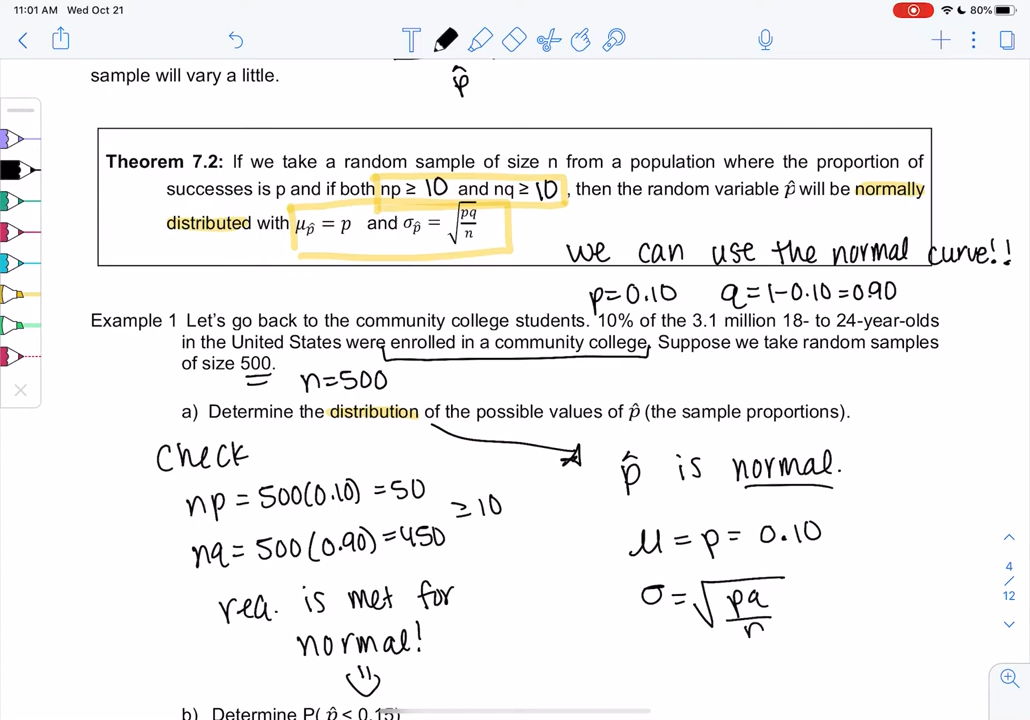 11:01 AM Wed Oct 21
80%
T
sample will vary a little.
p̂
Theorem 7.2: If we take a random sample of size n from a population where the proportion of
successes is p and if both np ≥ 10 and nq ≥ 10, then the random variable p̂ will be normally
distributed with μp̂ = p and σp̂ = √(pq/n)
we can use the normal curve!!
p=0.10 q=1-0.10=0.90
Example 1 Let's go back to the community college students. 10% of the 3.1 million 18- to 24-year-olds
in the United States were enrolled in a community college. Suppose we take random samples
of size 500. n=500
a) Determine the distribution of the possible values of p̂ (the sample proportions).
Check
np = 500(0.10) = 50
≥ 10
nq = 500(0.90) = 450
req. is met for
normal!
p̂ is normal.
μ = p = 0.10
σ = √(pq/n)
4
/
12
b) Determine P( p̂ < 0.15)